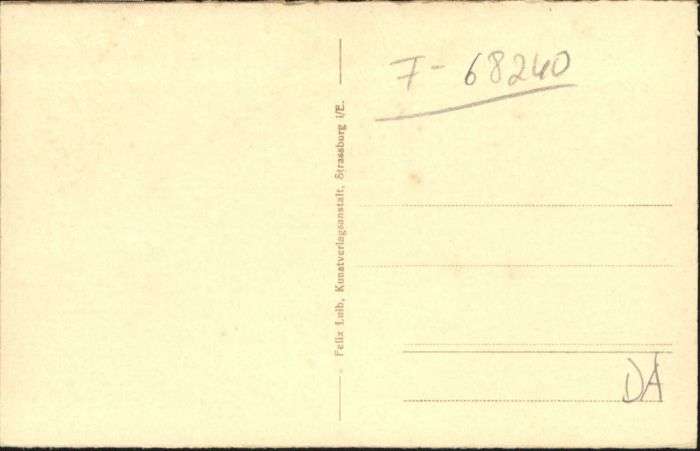 F- 68240
Felix Luib, Kunstverlagsanstalt, Strassburg i/E.
DA